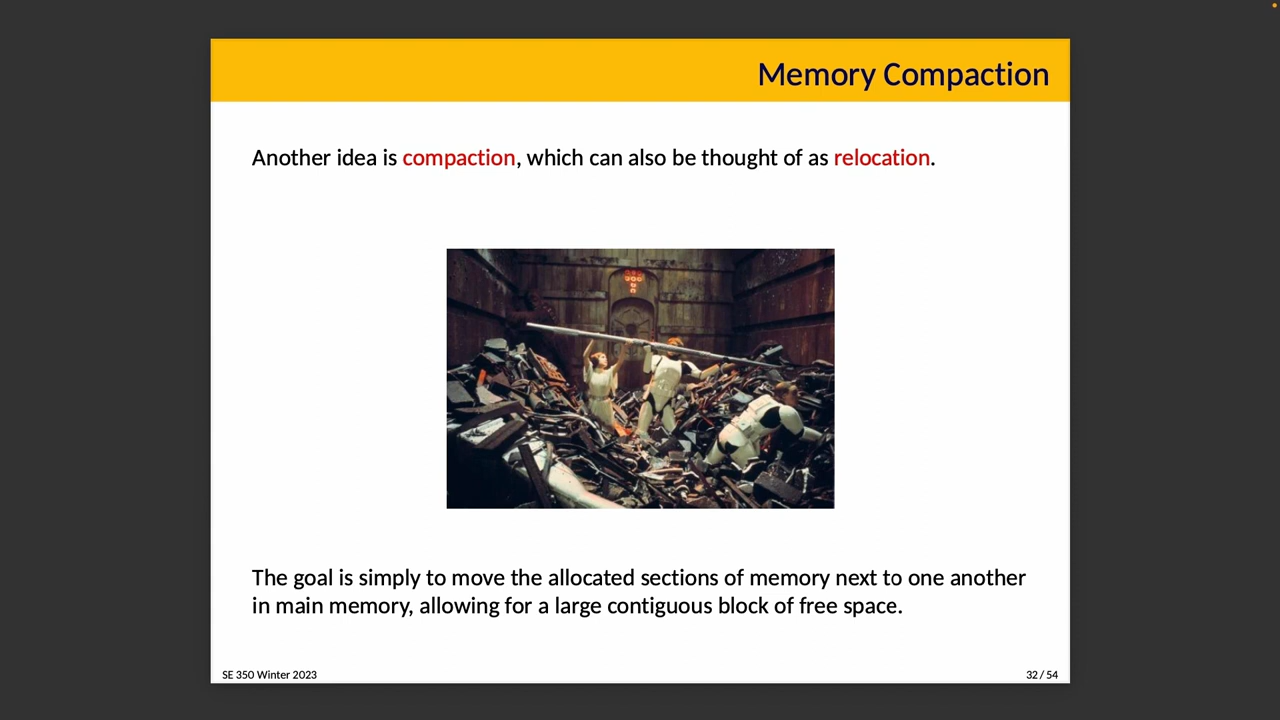 Memory Compaction
Another idea is compaction, which can also be thought of as relocation.
The goal is simply to move the allocated sections of memory next to one another
in main memory, allowing for a large contiguous block of free space.
SE 350 Winter 2023
32 / 54